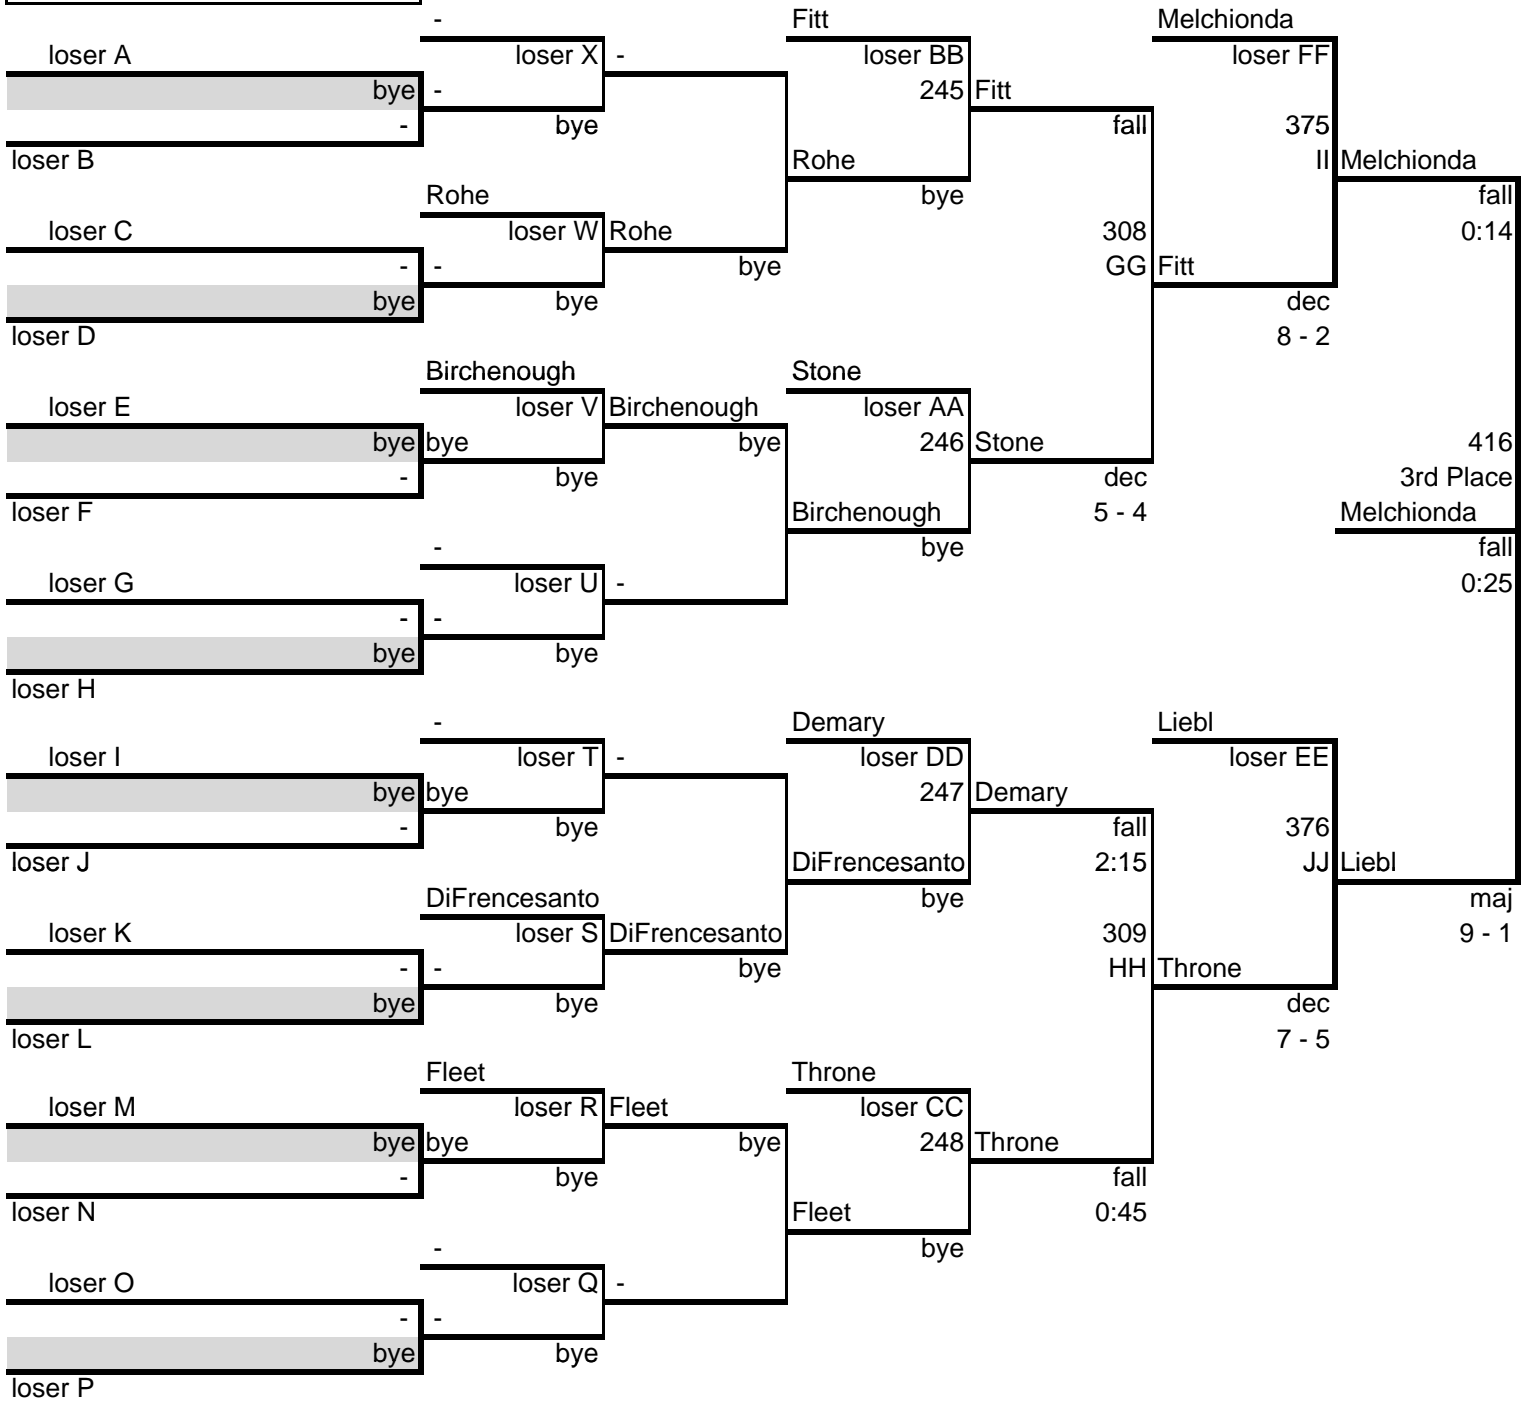 - Fitt Melchionda
loser A loser X - loser BB loser FF
bye - 245 Fitt
- bye fall 375
loser B Rohe II Melchionda
Rohe bye fall
loser C loser W Rohe 308 0:14
- - bye GG Fitt
bye bye dec
loser D 8 - 2
Birchenough Stone
loser E loser V Birchenough loser AA
bye bye bye 246 Stone 416
- bye dec 3rd Place
loser F Birchenough 5 - 4 Melchionda
- bye fall
loser G loser U - 0:25
- -
bye bye
loser H
- Demary Liebl
loser I loser T - loser DD loser EE
bye bye 247 Demary
- bye fall 376
loser J DiFrencesanto 2:15 JJ Liebl
DiFrencesanto bye maj
loser K loser S DiFrencesanto 309 9 - 1
- - bye HH Throne
bye bye dec
loser L 7 - 5
Fleet Throne
loser M loser R Fleet loser CC
bye bye bye 248 Throne
- bye fall
loser N Fleet 0:45
- bye
loser O loser Q -
- -
bye bye
loser P